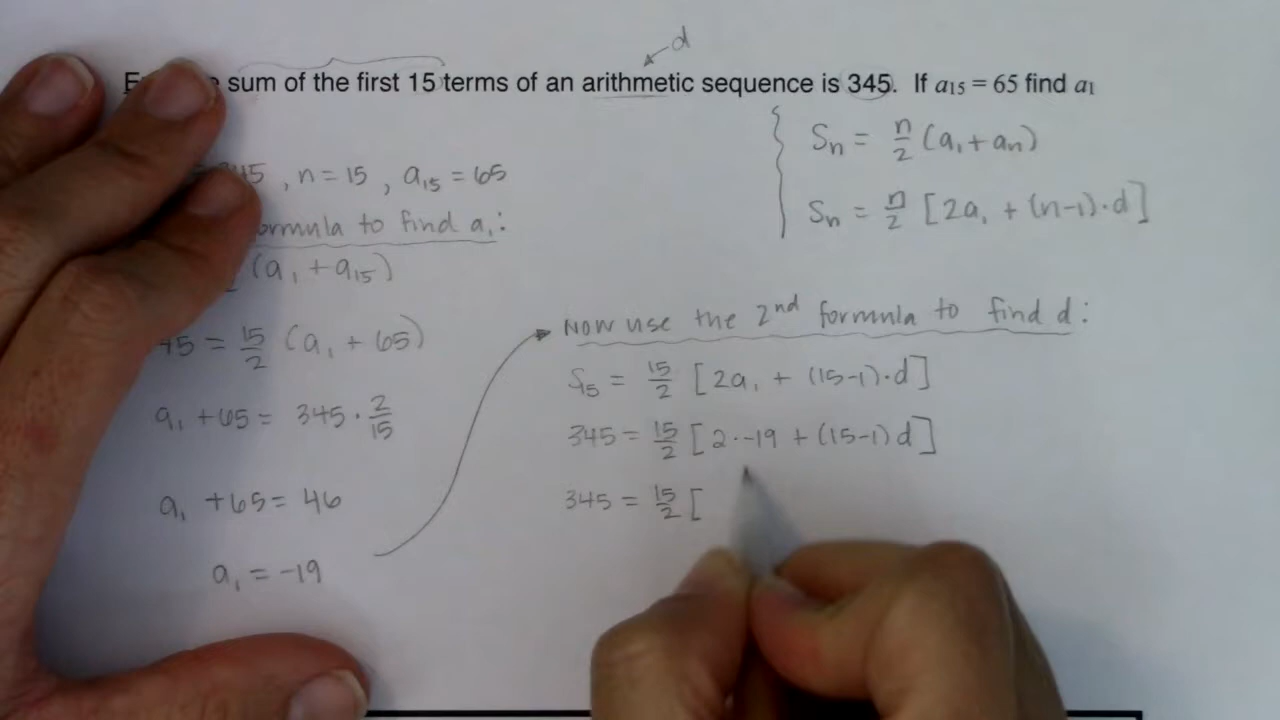 d
sum of the first 15 terms of an arithmetic sequence is 345. If a₁₅ = 65 find a₁
Sₙ = n/2 (a₁ + aₙ)
Sₙ = n/2 [2a₁ + (n-1)·d]
, n = 15 , a₁₅ = 65
to find a₁:
(a₁ + a₁₅)
= 15/2 (a₁ + 65)
a₁ + 65 = 345 · 2/15
a₁ + 65 = 46
a₁ = -19
Now use the 2nd formula to find d:
S₁₅ = 15/2 [2a₁ + (15-1)·d]
345 = 15/2 [2·-19 + (15-1)d]
345 = 15/2 [